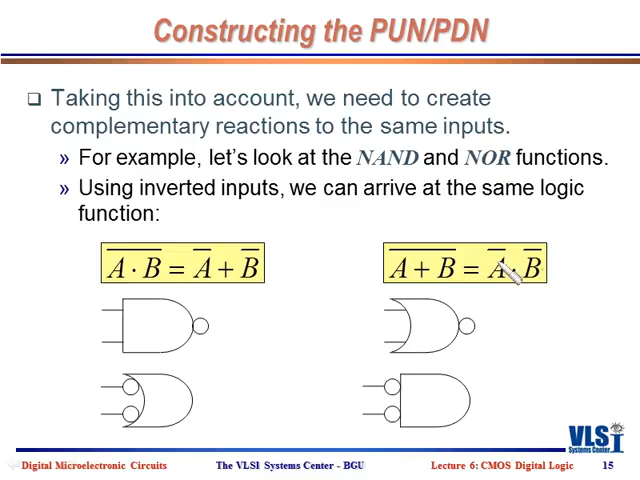 Constructing the PUN/PDN
❑ Taking this into account, we need to create
complementary reactions to the same inputs.
» For example, let's look at the NAND and NOR functions.
» Using inverted inputs, we can arrive at the same logic
function:
A̅ ̅·̅ ̅B̅ = A̅ + B̅
A̅ ̅+̅ ̅B̅ = A̅ · B̅
VLSI
Systems Center
Digital Microelectronic Circuits
The VLSI Systems Center - BGU
Lecture 6: CMOS Digital Logic
15